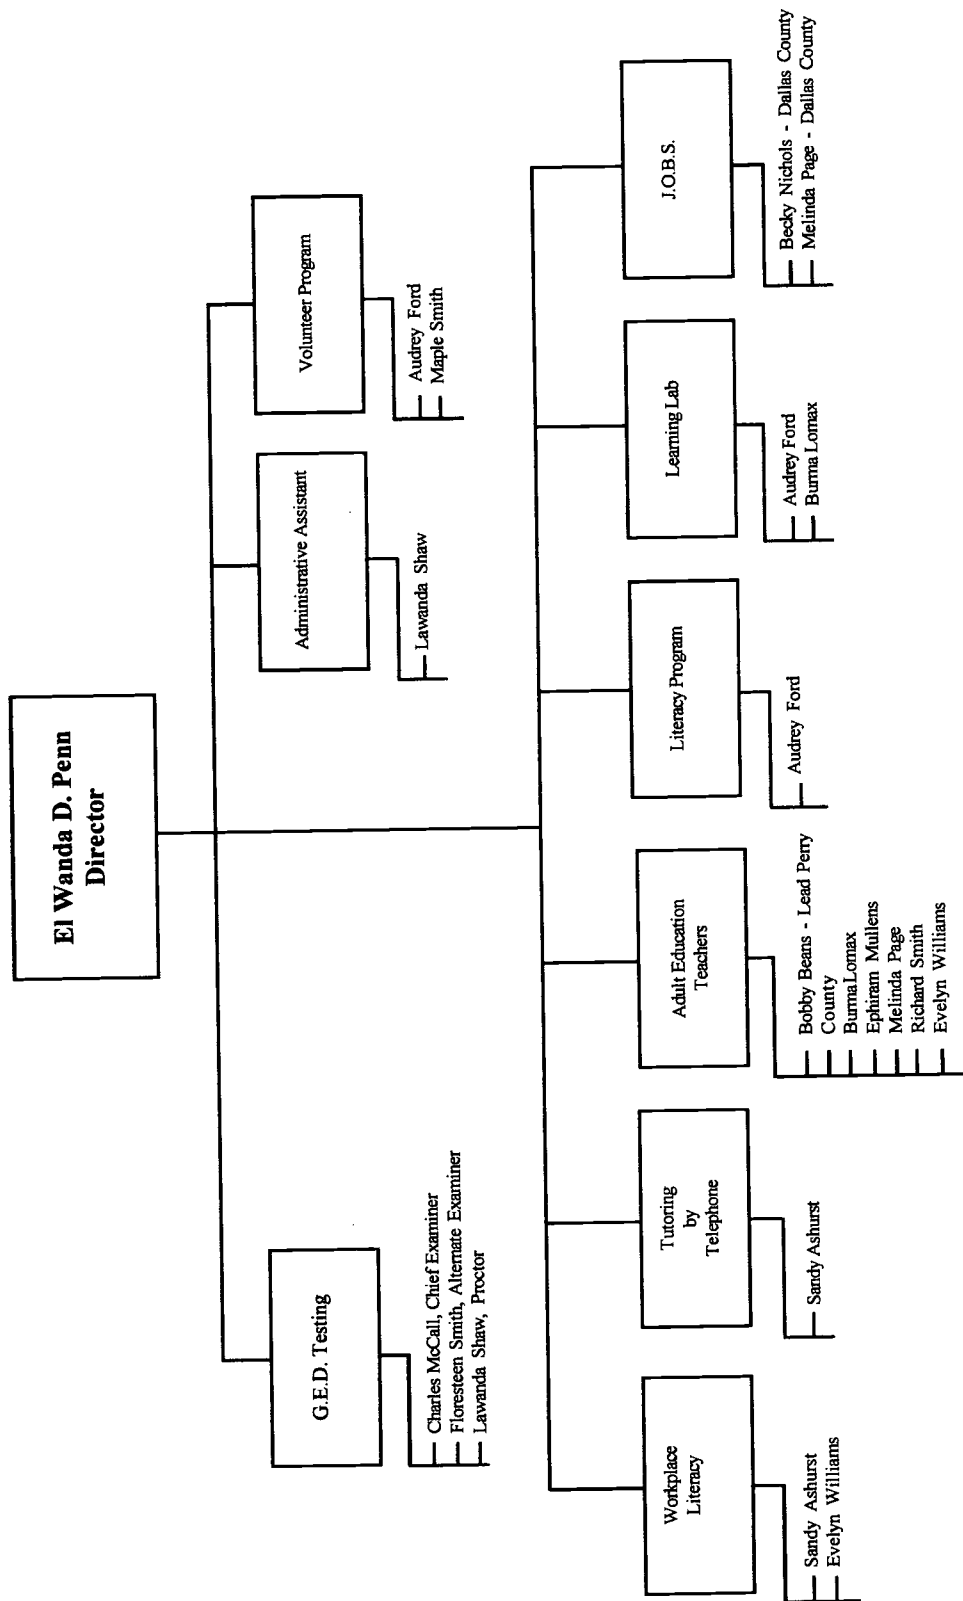 El Wanda D. Penn
Director
G.E.D. Testing
Charles McCall, Chief Examiner
Floresteen Smith, Alternate Examiner
Lawanda Shaw, Proctor
Administrative Assistant
Lawanda Shaw
Volunteer Program
Audrey Ford
Maple Smith
Workplace
Literacy
Sandy Ashurst
Evelyn Williams
Tutoring
by
Telephone
Sandy Ashurst
Adult Education
Teachers
Bobby Beans - Lead Perry
County
Burma Lomax
Ephiram Mullens
Melinda Page
Richard Smith
Evelyn Williams
Literacy Program
Audrey Ford
Learning Lab
Audrey Ford
Burma Lomax
J.O.B.S.
Becky Nichols - Dallas County
Melinda Page - Dallas County